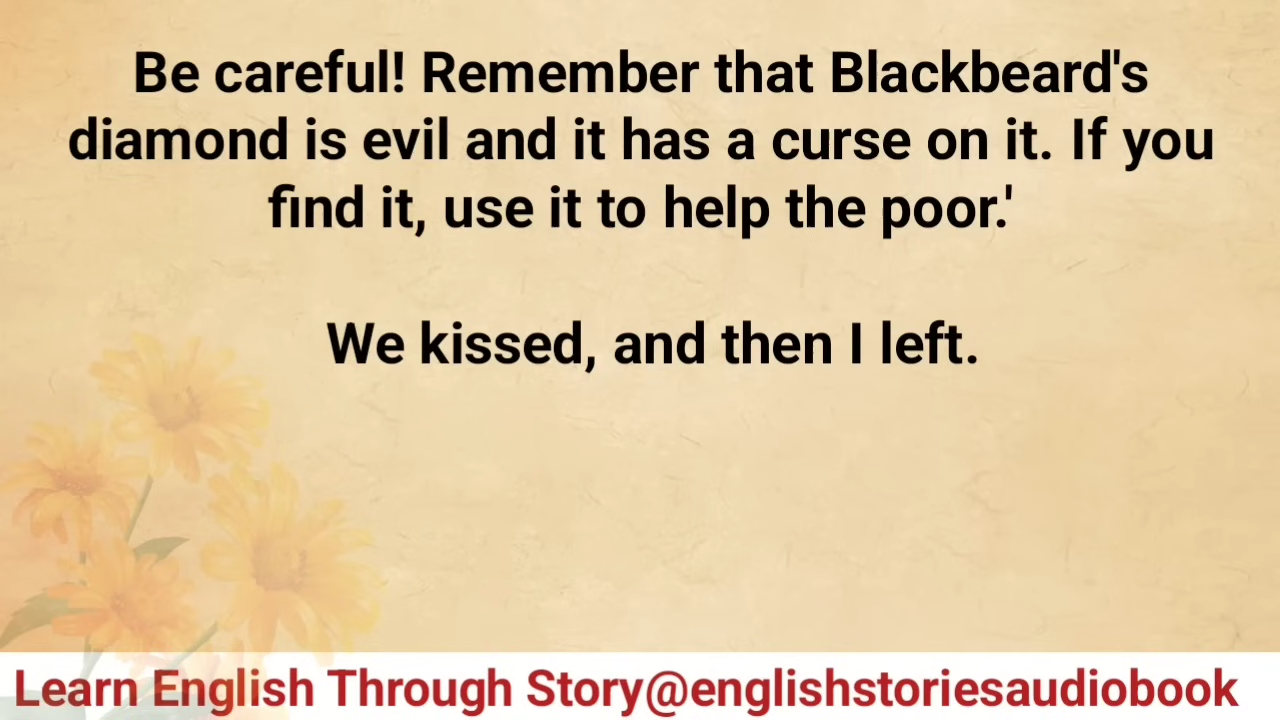 Be careful! Remember that Blackbeard's
diamond is evil and it has a curse on it. If you
find it, use it to help the poor.'
We kissed, and then I left.
Learn English Through Story@englishstoriesaudiobook